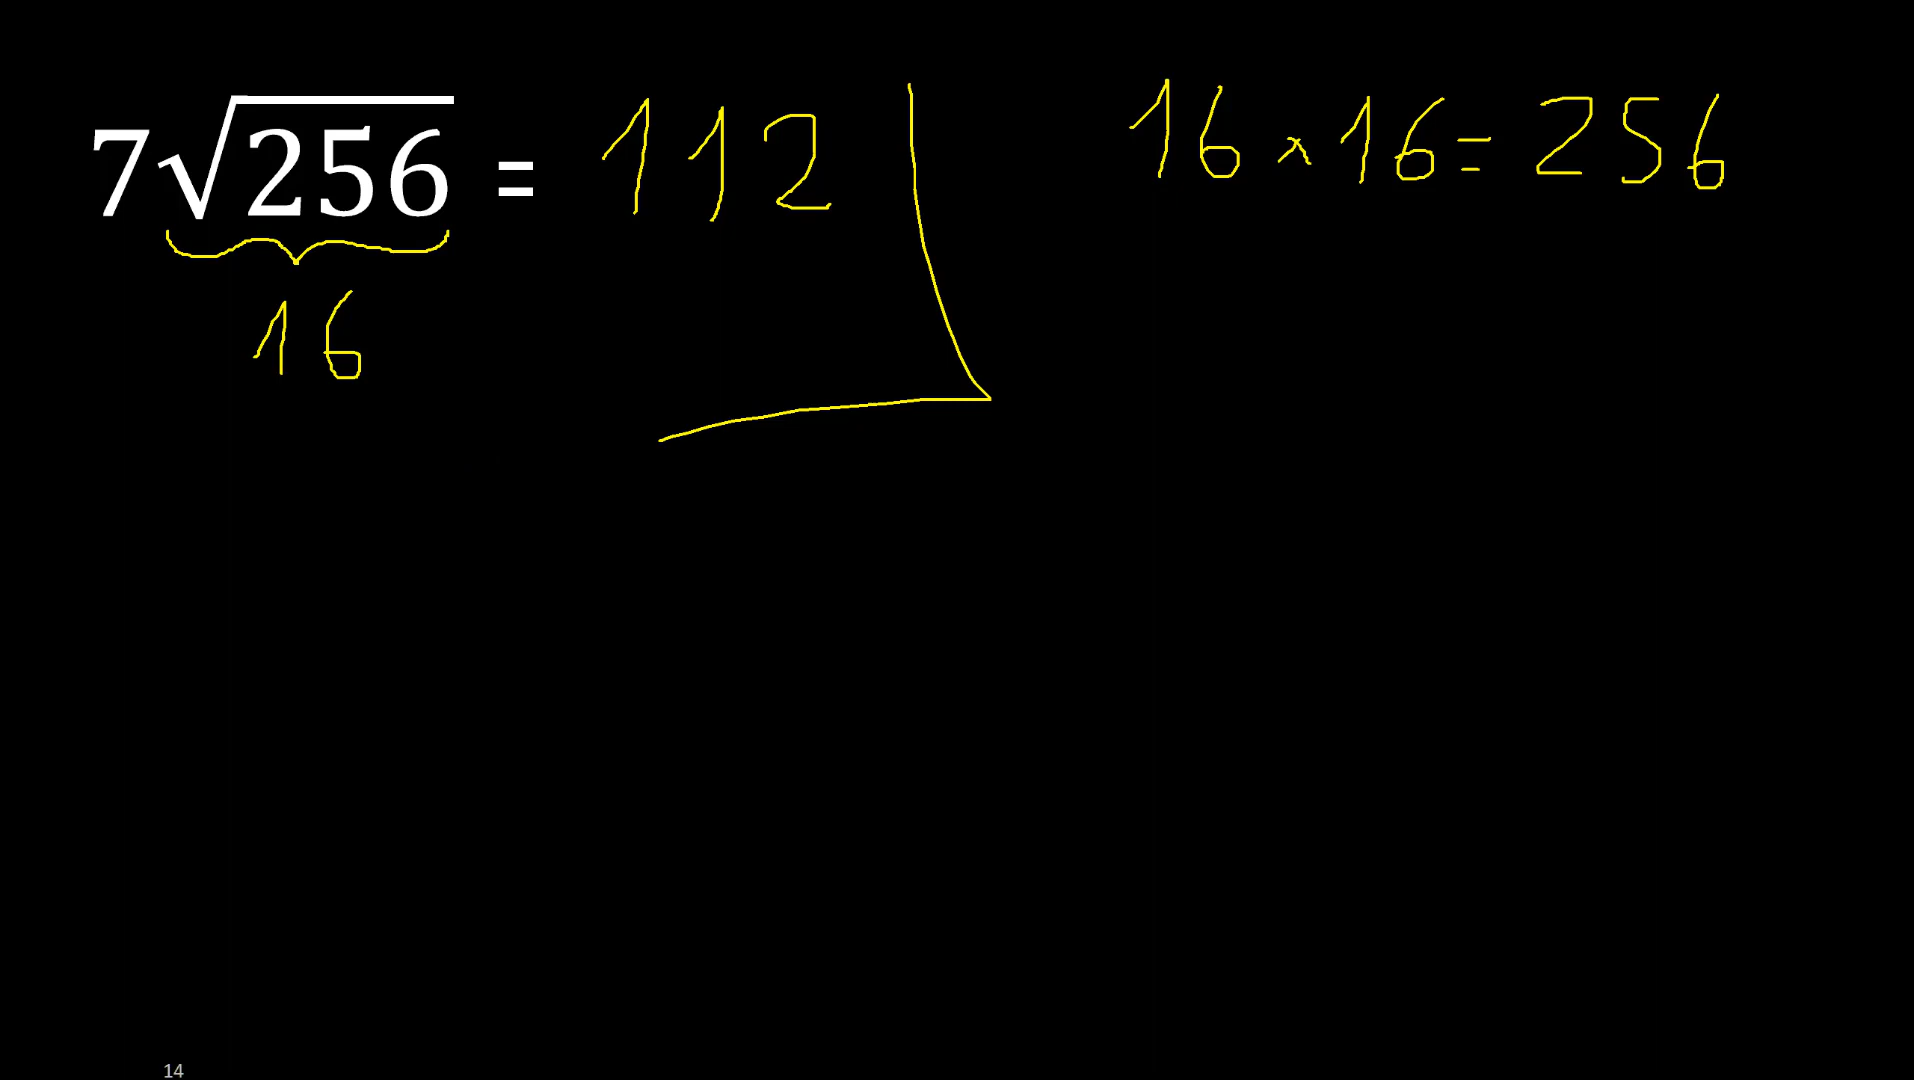 7√256 = 112
16
16 × 16 = 256
14